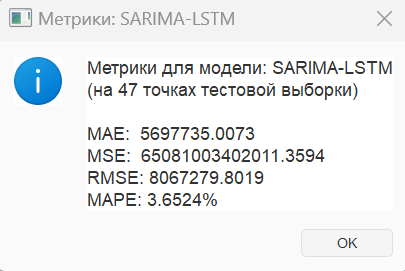 Метрики: SARIMA-LSTM
Метрики для модели: SARIMA-LSTM
(на 47 точках тестовой выборки)
MAE: 5697735.0073
MSE: 65081003402011.3594
RMSE: 8067279.8019
MAPE: 3.6524%
OK